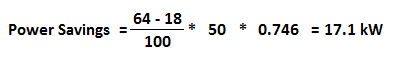 Power Savings = 64 - 18 / 100 * 50 * 0.746 = 17.1 kW